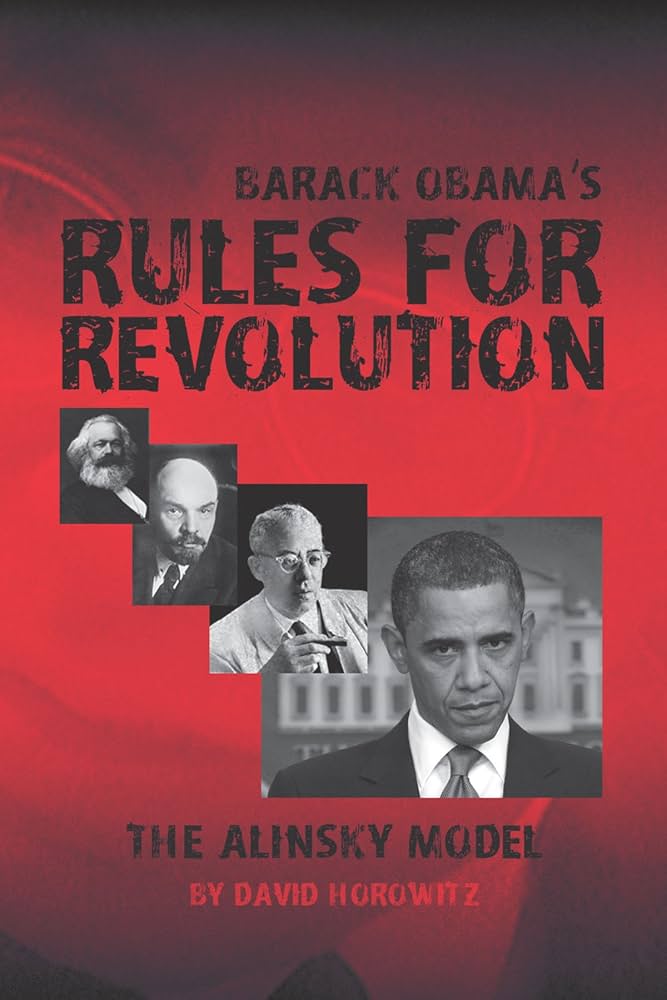 BARACK OBAMA'S
RULES FOR
REVOLUTION
THE ALINSKY MODEL
BY DAVID HOROWITZ